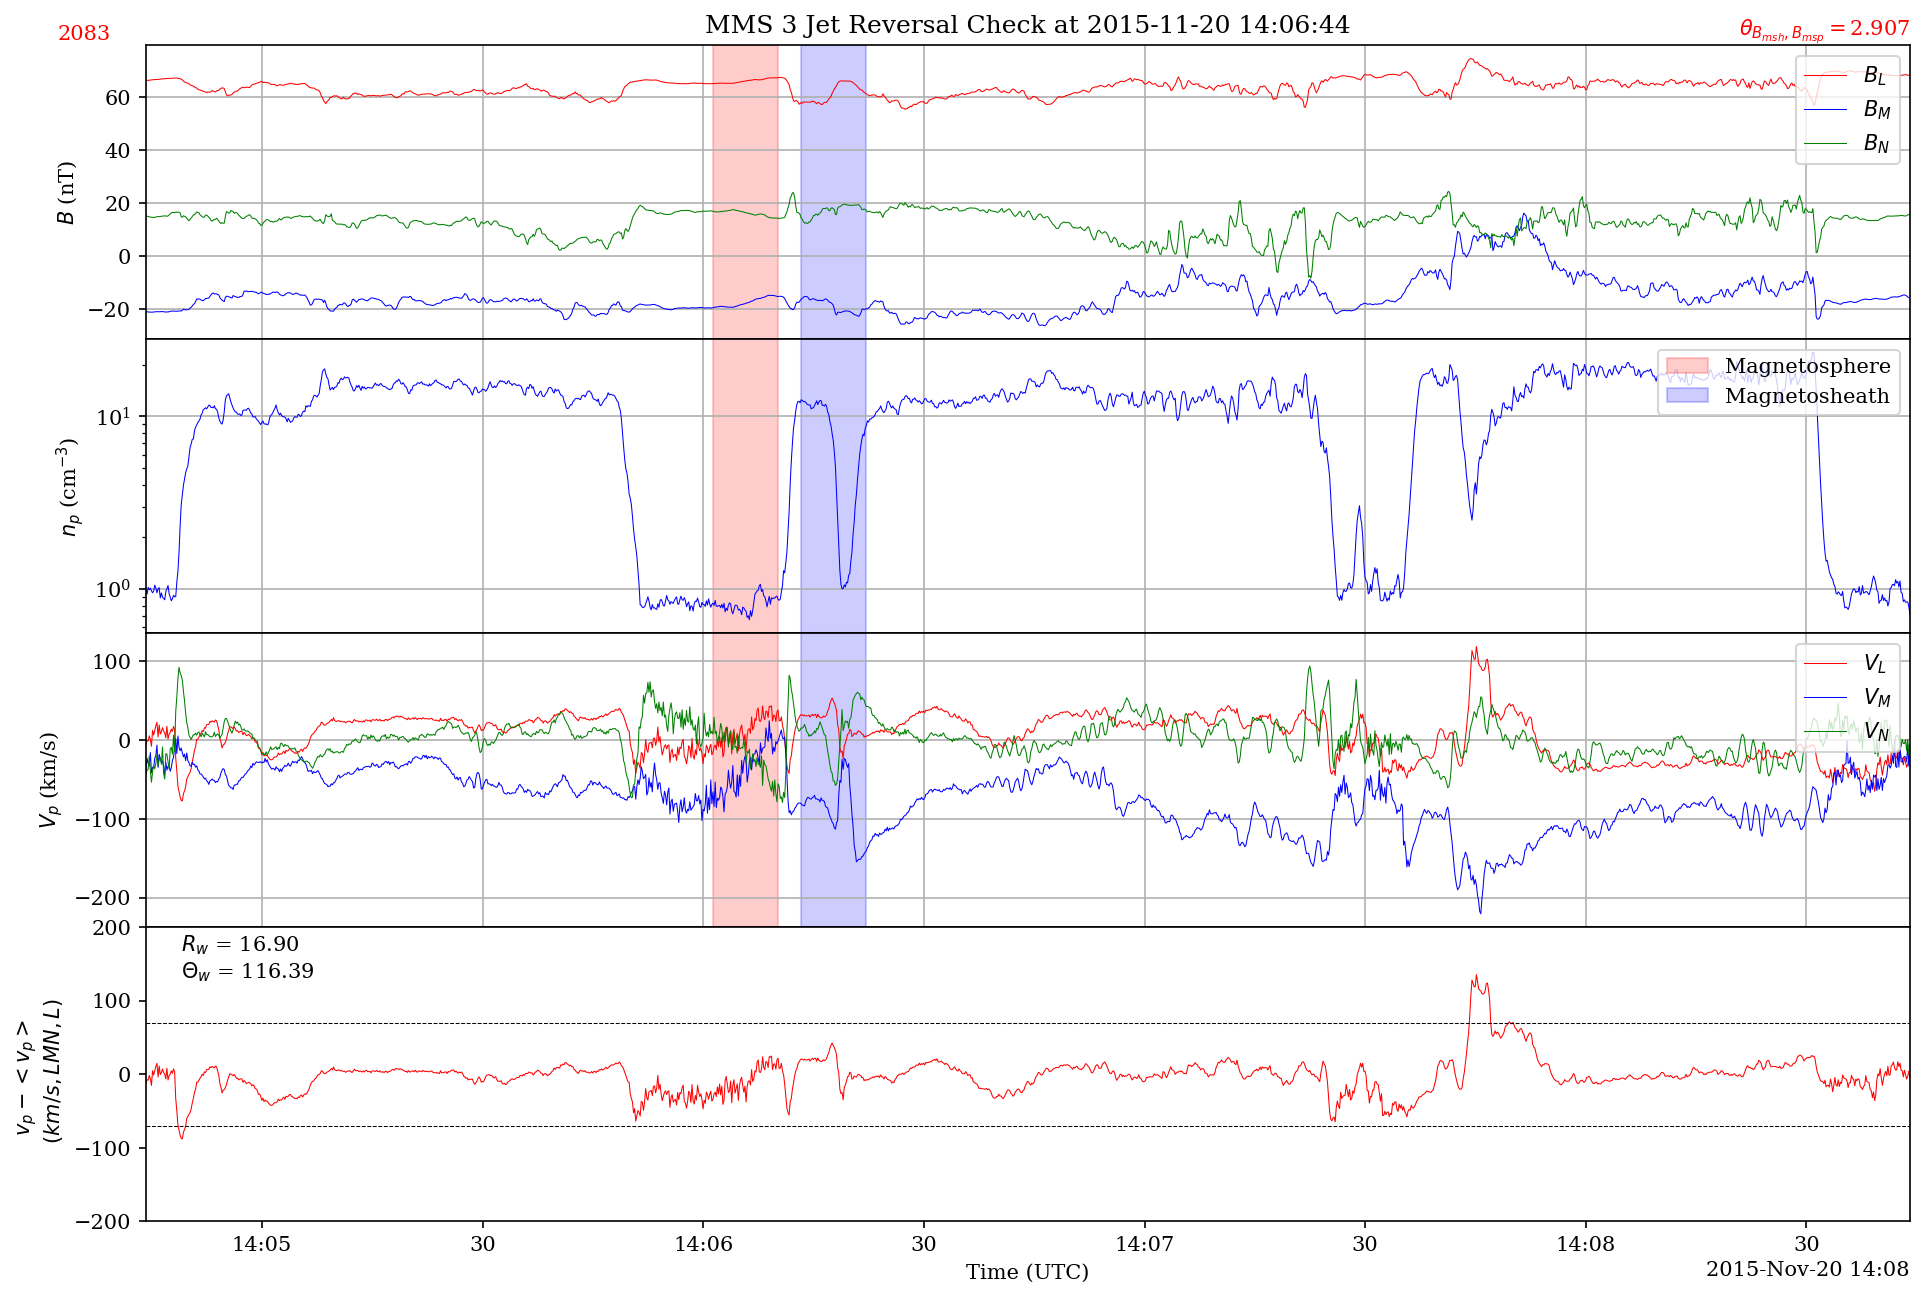 2083
MMS 3 Jet Reversal Check at 2015-11-20 14:06:44
θ_{B_{msh}, B_{msp}} = 2.907
B (nT)
60
40
20
0
−20
B_L
B_M
B_N
n_p (cm^{−3})
10^1
10^0
Magnetosphere
Magnetosheath
V_p (km/s)
100
0
−100
−200
V_L
V_M
V_N
v_p − < v_p >
(km/s, LMN, L)
200
100
0
−100
−200
R_w = 16.90
Θ_w = 116.39
14:05
30
14:06
30
14:07
30
14:08
30
Time (UTC)
2015-Nov-20 14:08